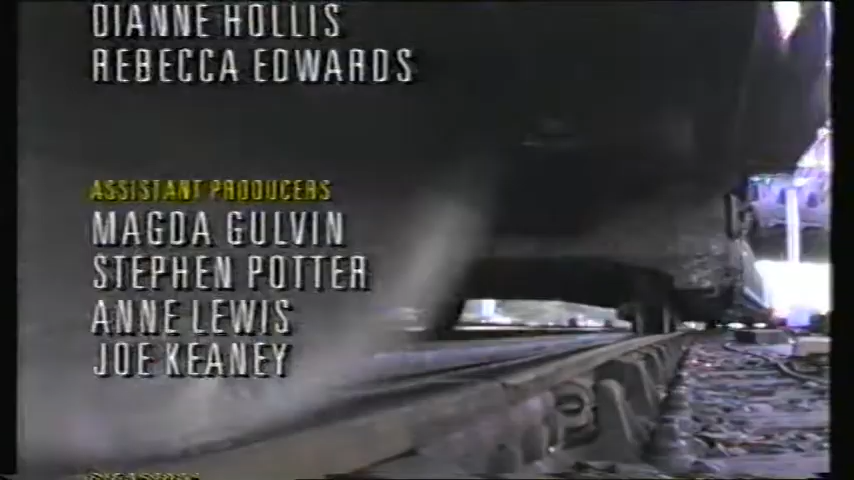 DIANNE HOLLIS
REBECCA EDWARDS
ASSISTANT PRODUCERS
MAGDA GULVIN
STEPHEN POTTER
ANNE LEWIS
JOE KEANEY